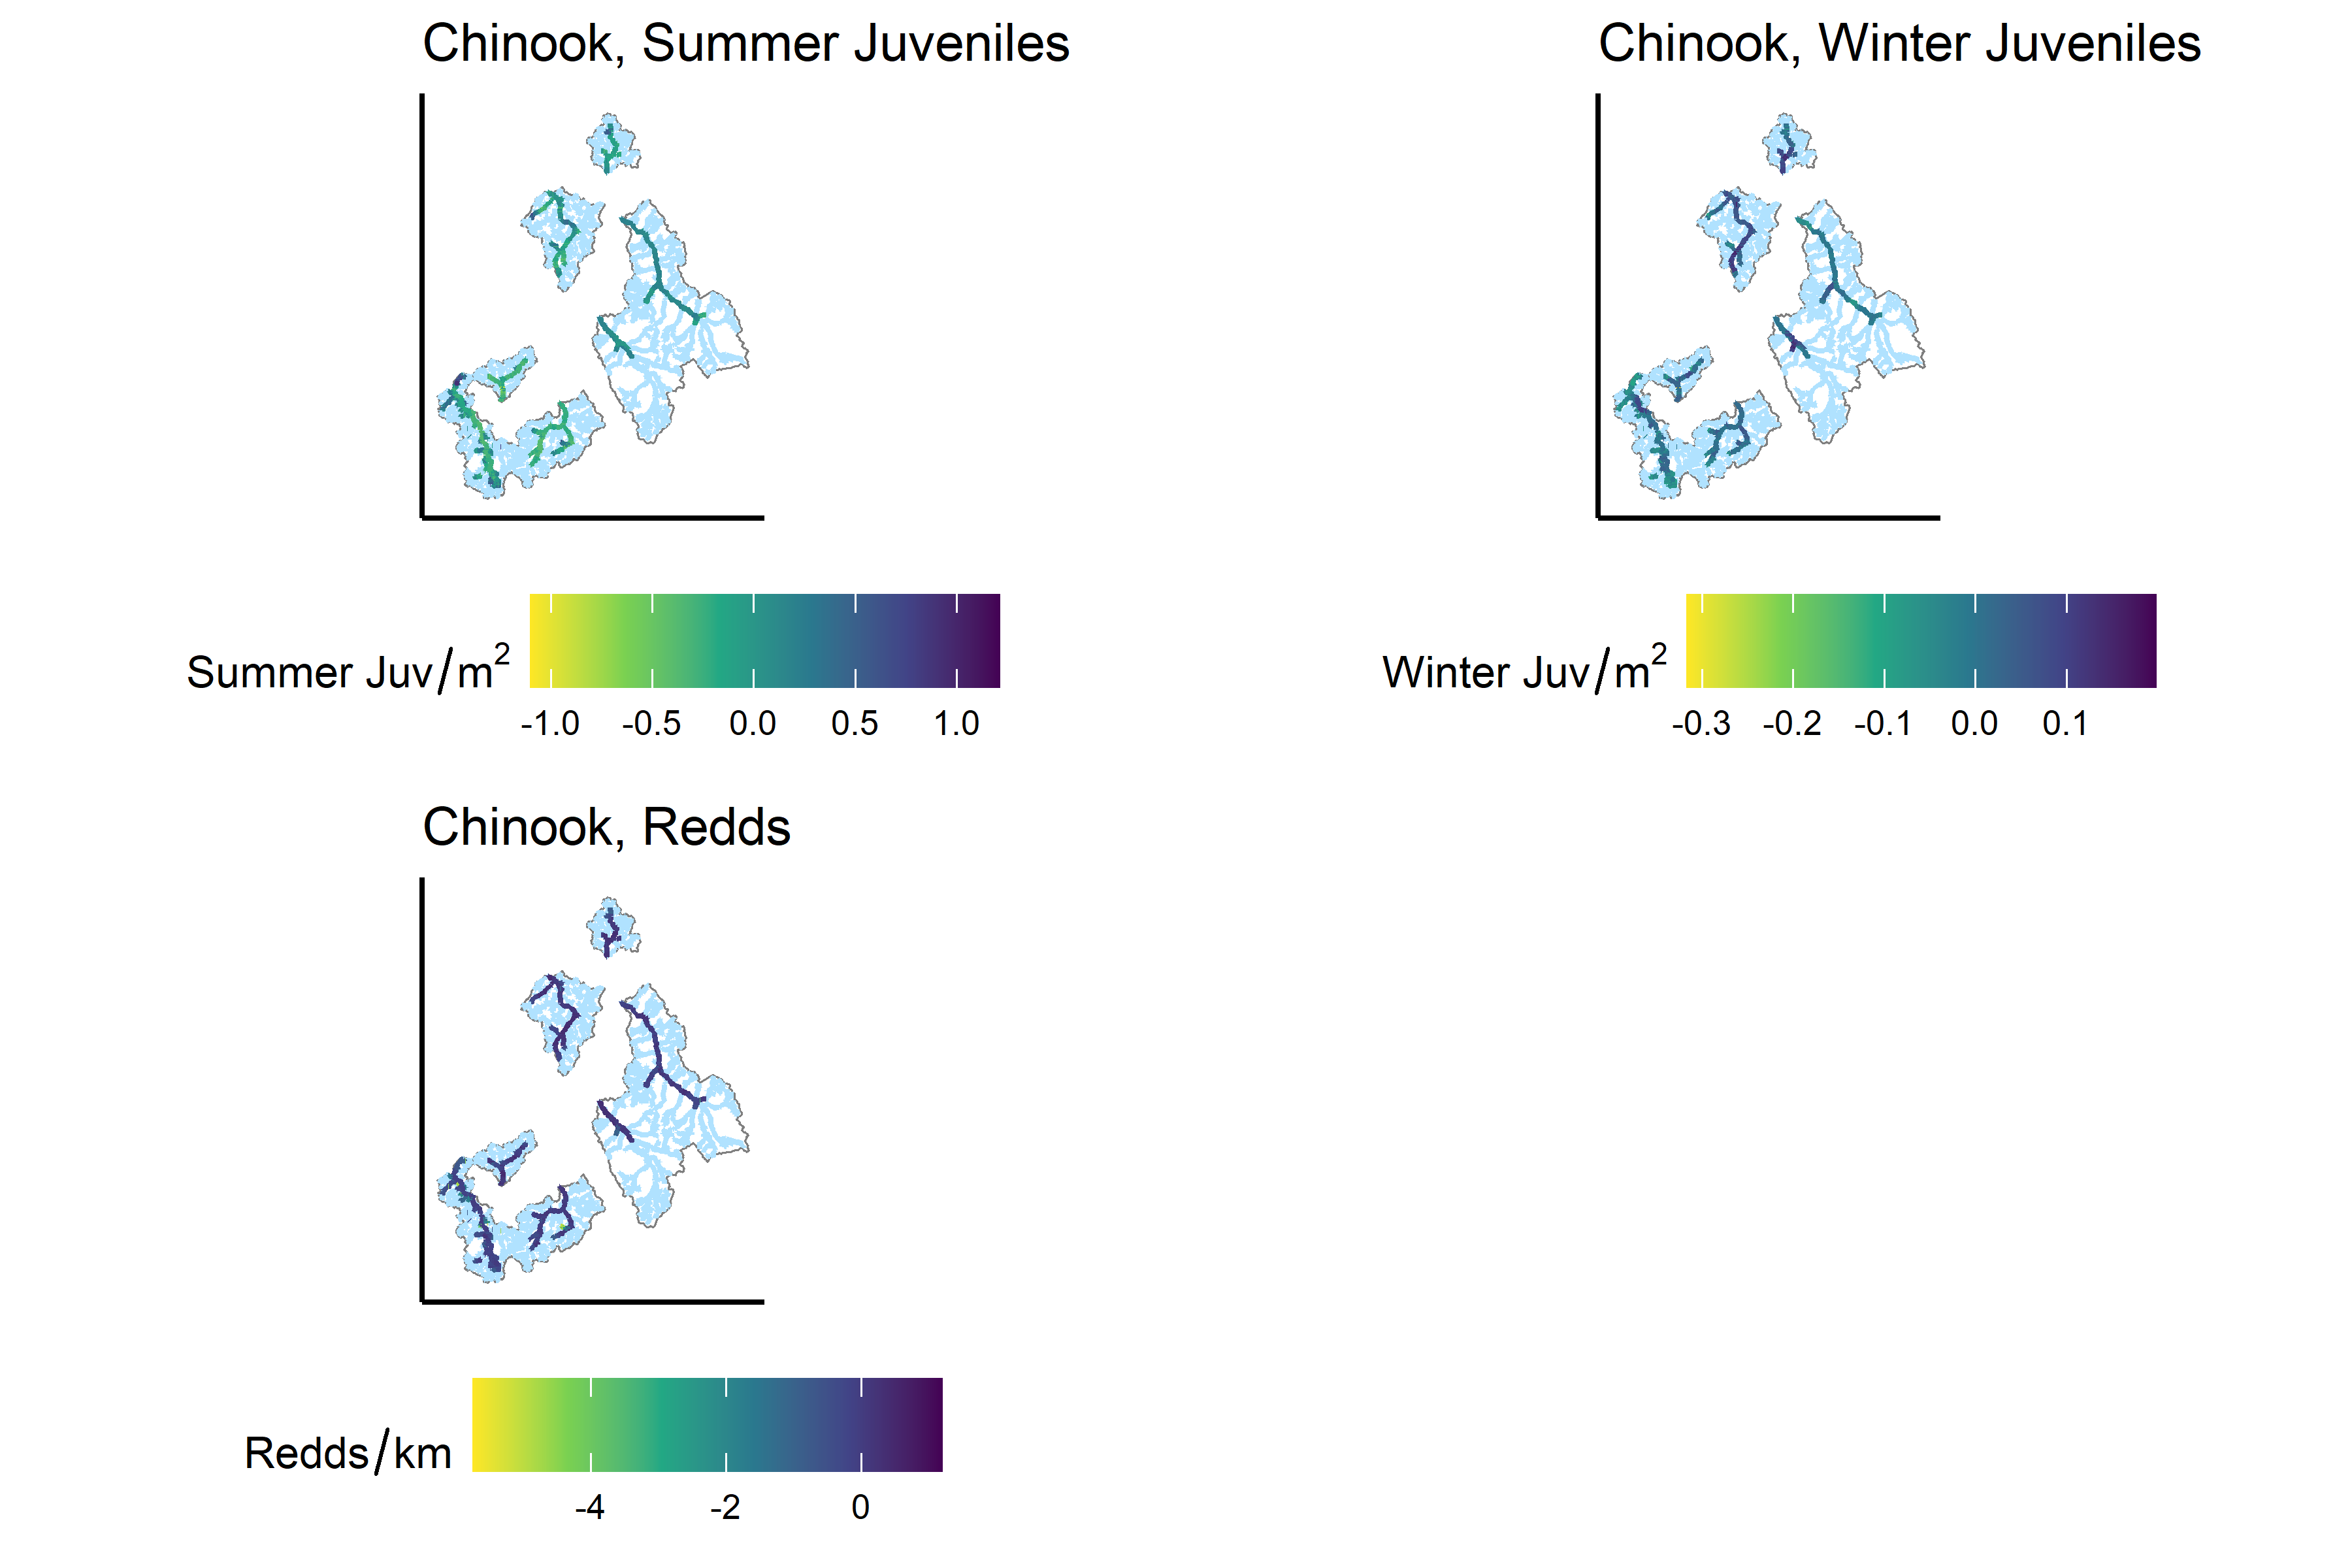 Chinook, Summer Juveniles
Summer Juv/m²
-1.0 -0.5 0.0 0.5 1.0
Chinook, Winter Juveniles
Winter Juv/m²
-0.3 -0.2 -0.1 0.0 0.1
Chinook, Redds
Redds/km
-4 -2 0